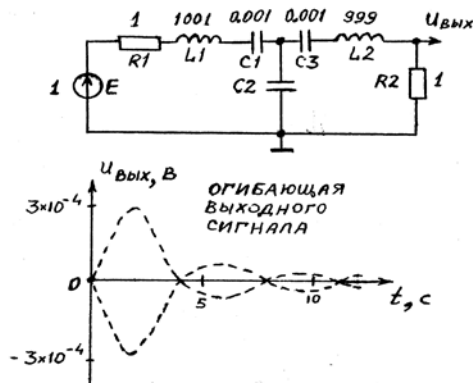 1 1001 0.001 0.001 999 Uвых
R1 L1 C1 C3 L2
1 E C2 R2 1
Uвых, В
3×10⁻⁴
ОГИБАЮЩАЯ
ВЫХОДНОГО
СИГНАЛА
0 5 10 t, с
-3×10⁻⁴